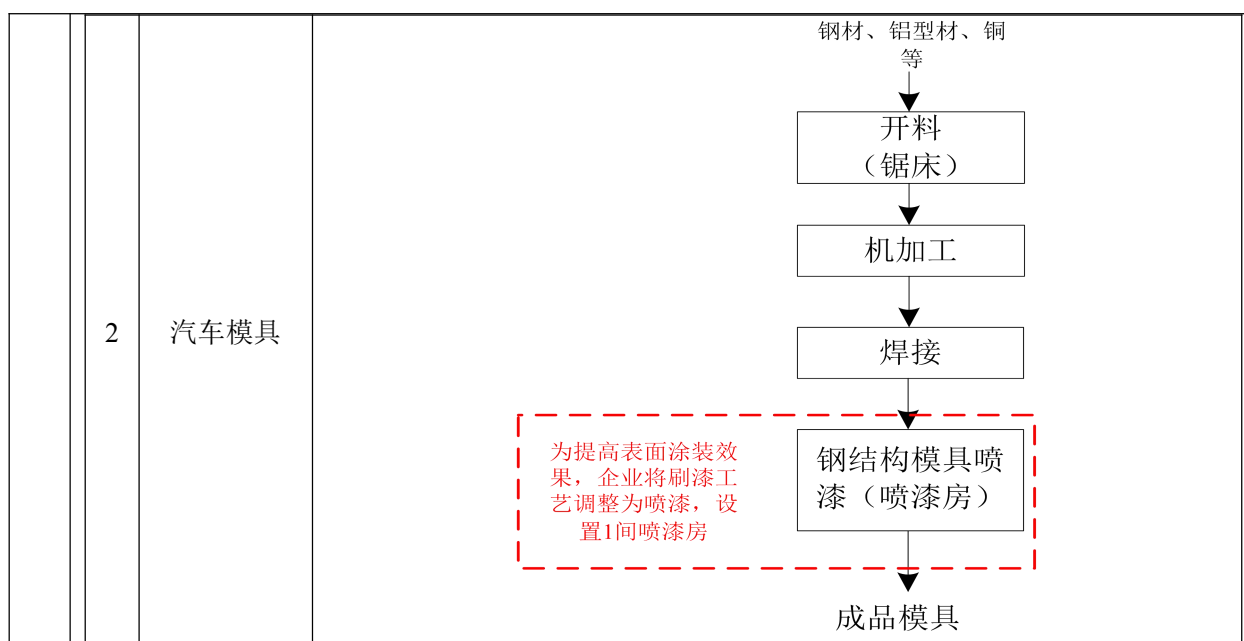 钢材、铝型材、铜
等
开料
（锯床）
机加工
2
汽车模具
焊接
为提高表面涂装效
果，企业将刷漆工
艺调整为喷漆，设
置1间喷漆房
钢结构模具喷
漆（喷漆房）
成品模具